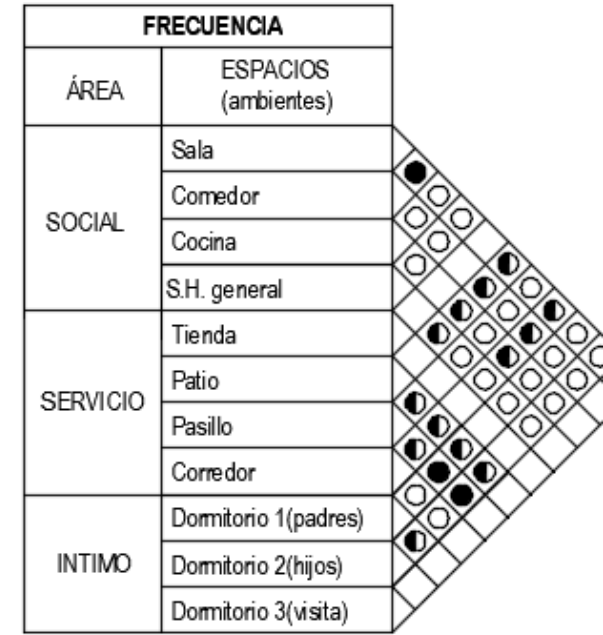 FRECUENCIA
ÁREA
ESPACIOS
(ambientes)
SOCIAL
Sala
Comedor
Cocina
S.H. general
SERVICIO
Tienda
Patio
Pasillo
Corredor
INTIMO
Dormitorio 1(padres)
Dormitorio 2(hijos)
Dormitorio 3(visita)